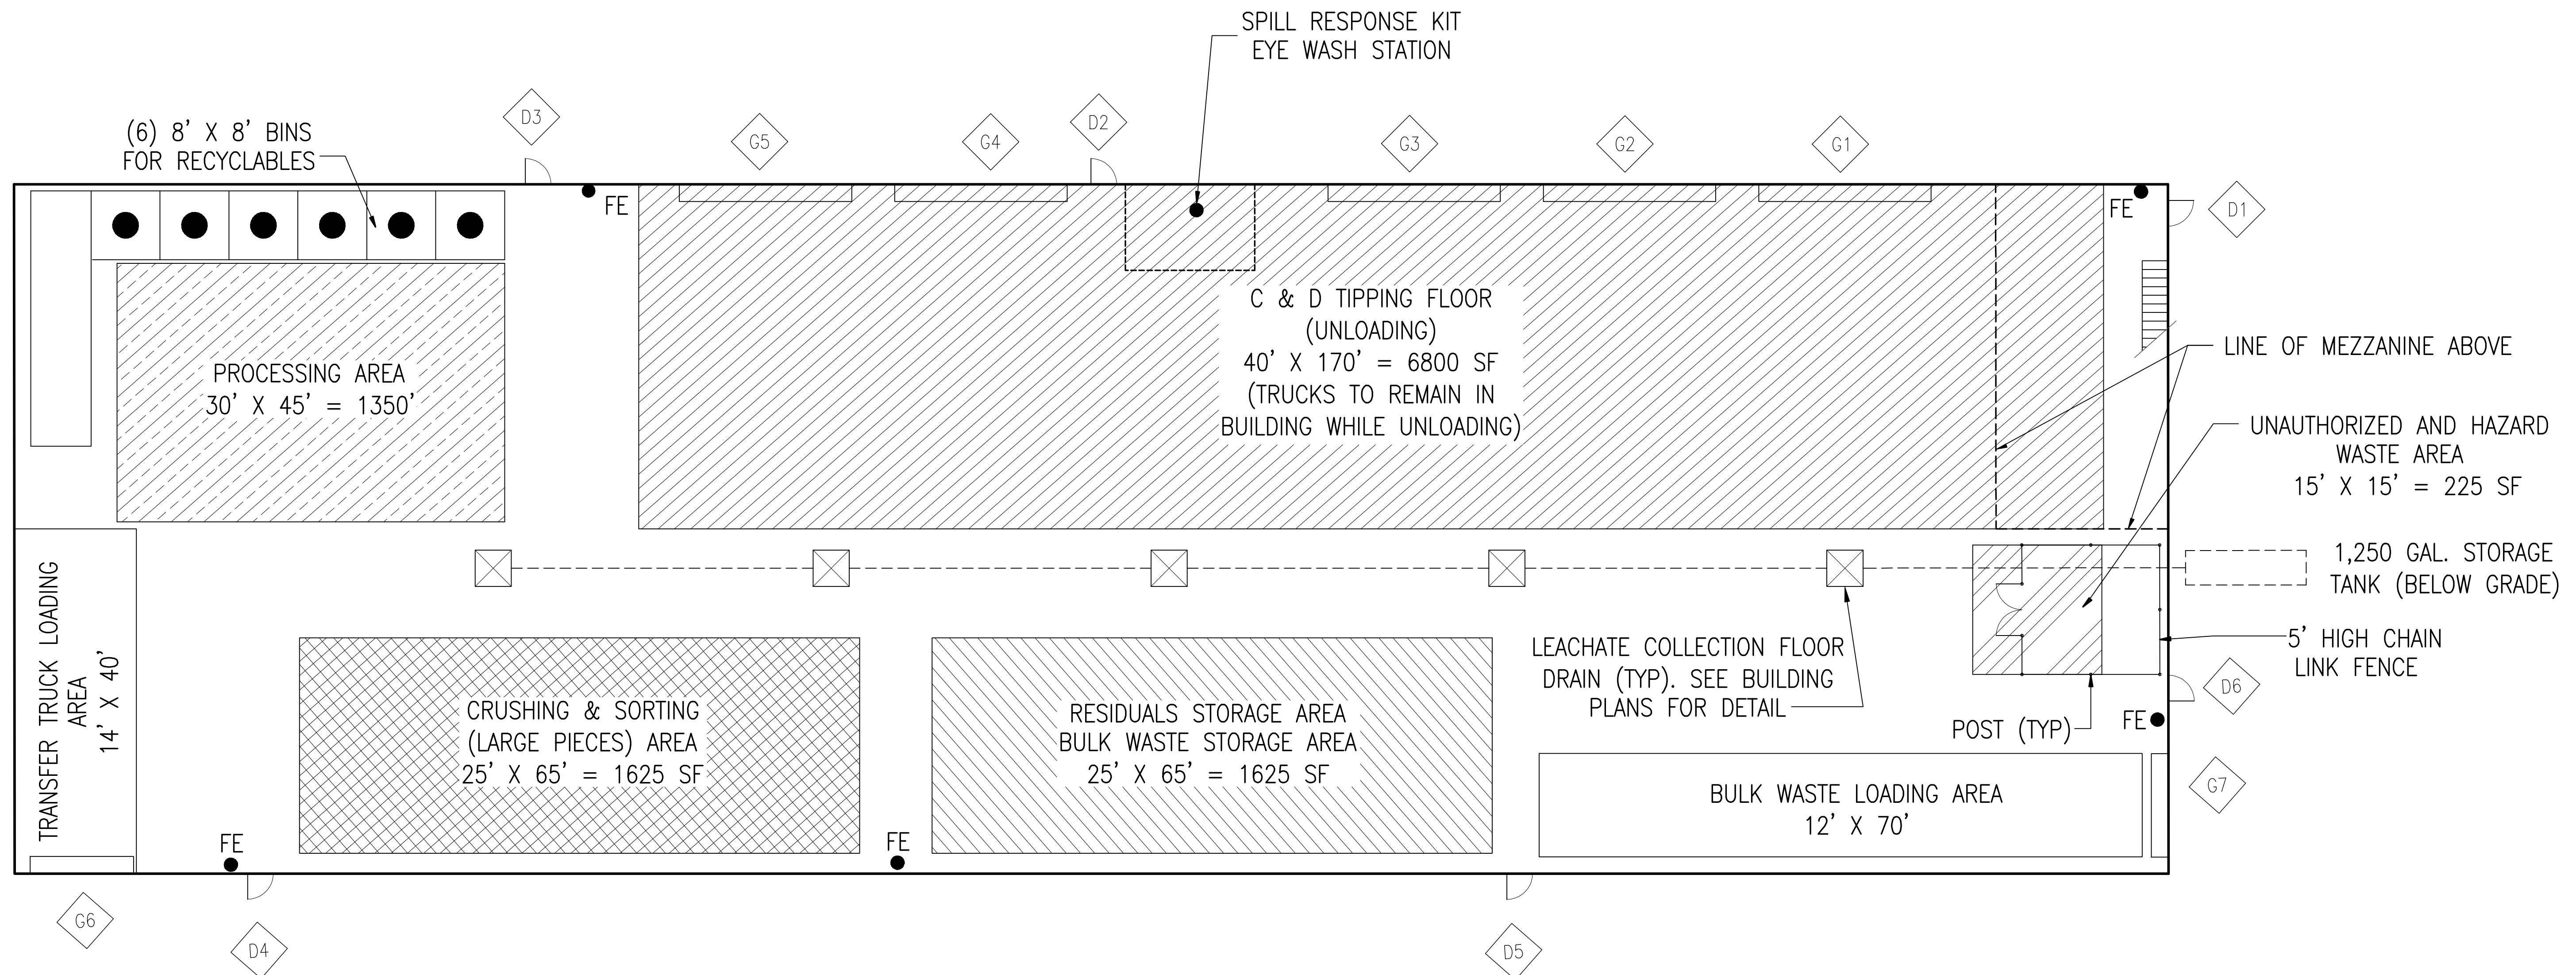 SPILL RESPONSE KIT
EYE WASH STATION
D3
G5
G4
D2
G3
G2
G1
(6) 8' X 8' BINS
FOR RECYCLABLES
FE
FE
D1
C & D TIPPING FLOOR
(UNLOADING)
40' X 170' = 6800 SF
(TRUCKS TO REMAIN IN
BUILDING WHILE UNLOADING)
LINE OF MEZZANINE ABOVE
PROCESSING AREA
30' X 45' = 1350'
UNAUTHORIZED AND HAZARD
WASTE AREA
15' X 15' = 225 SF
1,250 GAL. STORAGE
TANK (BELOW GRADE)
TRANSFER TRUCK LOADING
AREA
14' X 40'
LEACHATE COLLECTION FLOOR
DRAIN (TYP). SEE BUILDING
PLANS FOR DETAIL
5' HIGH CHAIN
LINK FENCE
D6
CRUSHING & SORTING
(LARGE PIECES) AREA
25' X 65' = 1625 SF
RESIDUALS STORAGE AREA
BULK WASTE STORAGE AREA
25' X 65' = 1625 SF
POST (TYP)
FE
BULK WASTE LOADING AREA
12' X 70'
G7
FE
FE
G6
D4
D5